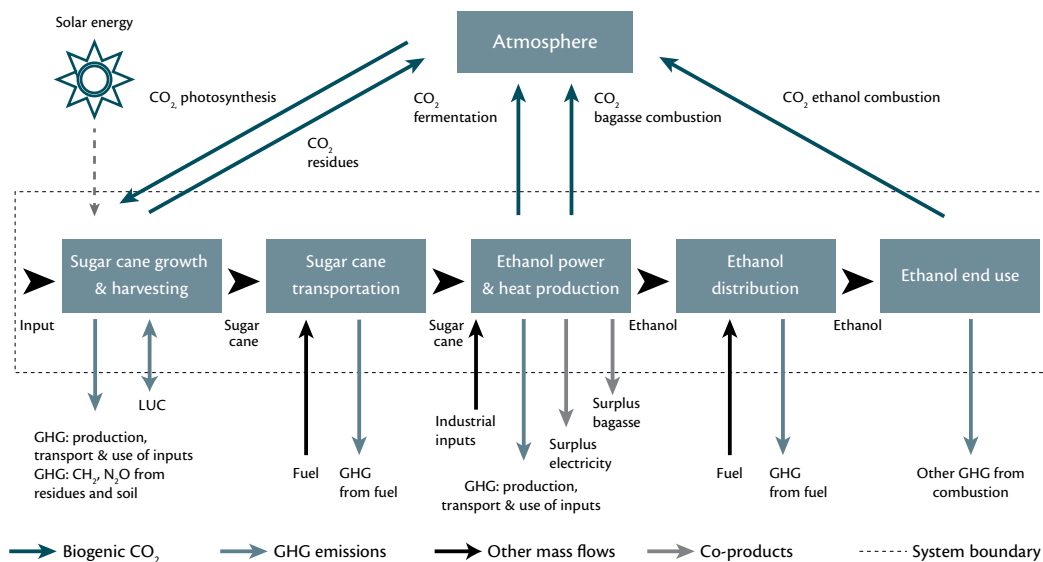 Solar energy
Atmosphere
CO2, photosynthesis
CO2
residues
CO2
fermentation
CO2
bagasse combustion
CO2 ethanol combustion
Sugar cane growth
& harvesting
Sugar cane
transportation
Ethanol power
& heat production
Ethanol
distribution
Ethanol end use
Input
Sugar
cane
Sugar
cane
Ethanol
Ethanol
LUC
GHG: production,
transport & use of inputs
GHG: CH2, N2O from
residues and soil
Fuel
GHG
from fuel
Industrial
inputs
GHG: production,
transport & use of inputs
Surplus
electricity
Surplus
bagasse
Fuel
GHG
from fuel
Other GHG from
combustion
Biogenic CO2
GHG emissions
Other mass flows
Co-products
System boundary